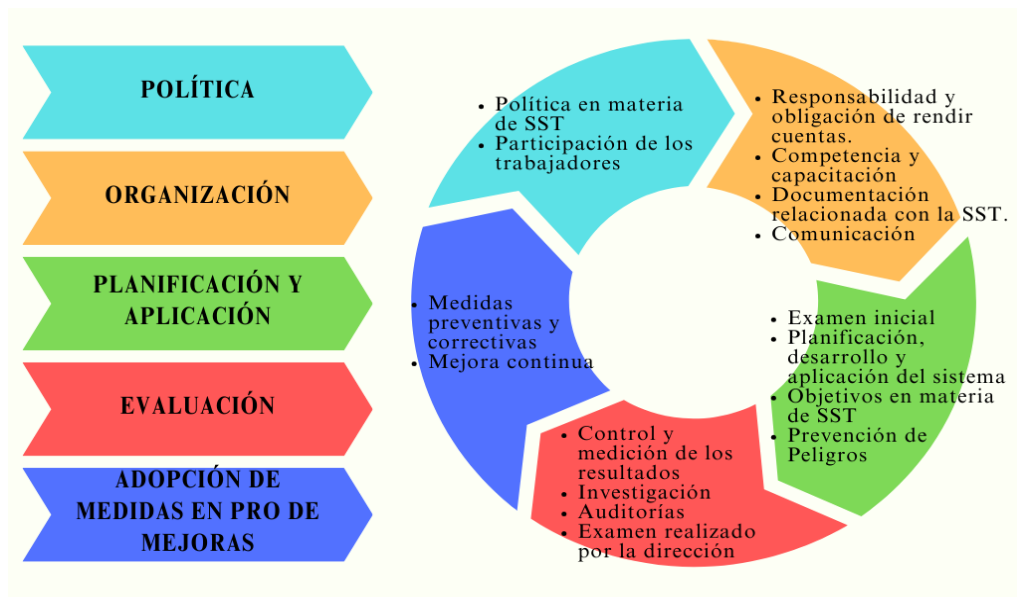 POLÍTICA
ORGANIZACIÓN
PLANIFICACIÓN Y
APLICACIÓN
EVALUACIÓN
ADOPCIÓN DE
MEDIDAS EN PRO DE
MEJORAS
• Política en materia
de SST
• Participación de los
trabajadores
• Responsabilidad y
obligación de rendir
cuentas.
• Competencia y
capacitación
• Documentación
relacionada con la SST.
• Comunicación
• Examen inicial
• Planificación,
desarrollo y
aplicación del sistema
• Objetivos en materia
de SST
• Prevención de
Peligros
• Control y
medición de los
resultados
• Investigación
• Auditorías
• Examen realizado
por la dirección
• Medidas
preventivas y
correctivas
• Mejora continua